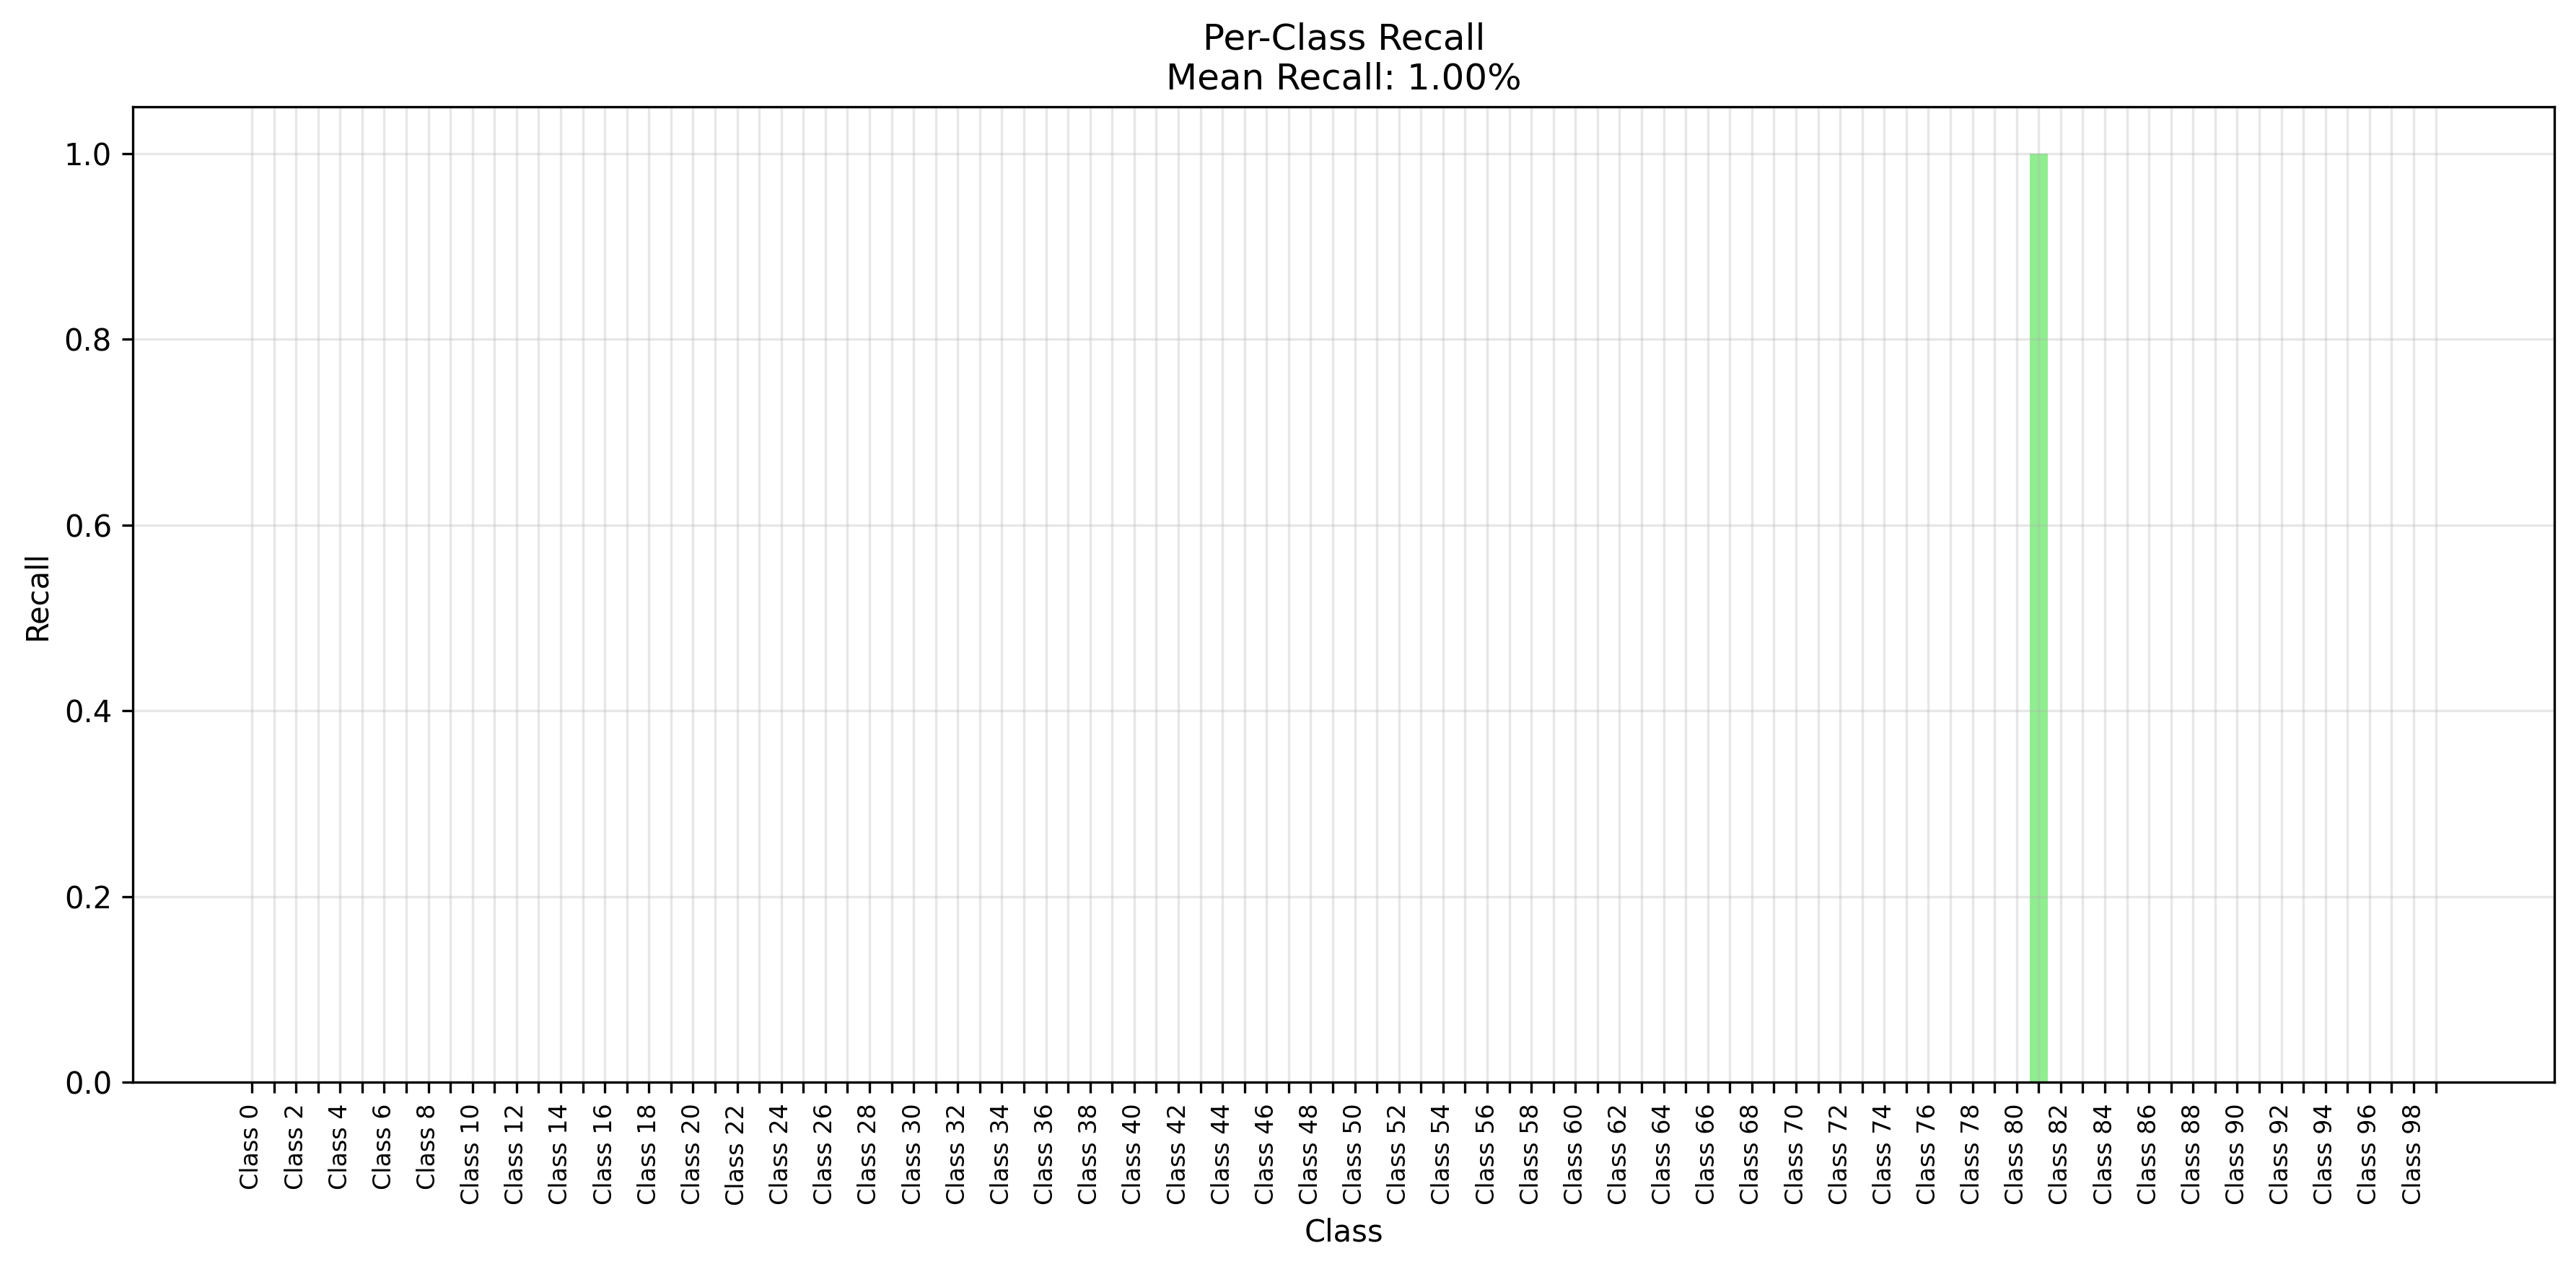 Per-Class Recall
Mean Recall: 1.00%
1.0
0.8
0.6
0.4
0.2
0.0
Recall
Class 0
Class 2
Class 4
Class 6
Class 8
Class 10
Class 12
Class 14
Class 16
Class 18
Class 20
Class 22
Class 24
Class 26
Class 28
Class 30
Class 32
Class 34
Class 36
Class 38
Class 40
Class 42
Class 44
Class 46
Class 48
Class 50
Class 52
Class 54
Class 56
Class 58
Class 60
Class 62
Class 64
Class 66
Class 68
Class 70
Class 72
Class 74
Class 76
Class 78
Class 80
Class 82
Class 84
Class 86
Class 88
Class 90
Class 92
Class 94
Class 96
Class 98
Class